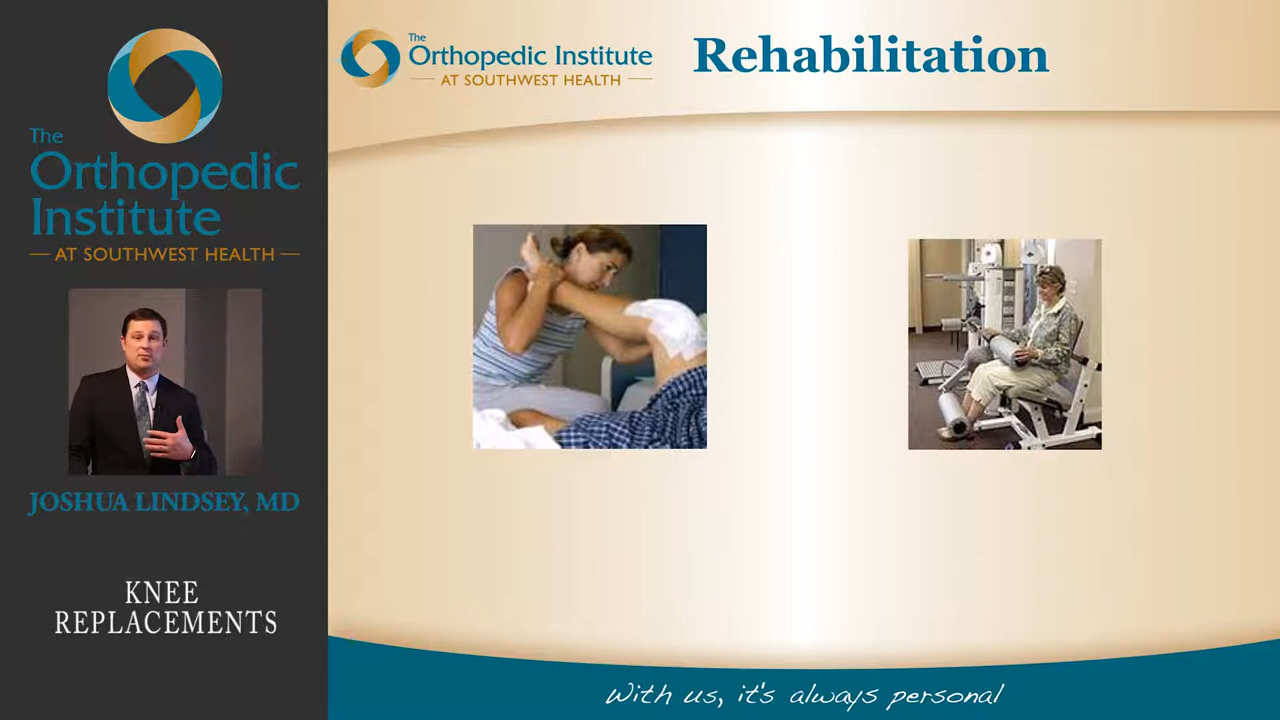 The
Orthopedic
Institute
AT SOUTHWEST HEALTH
JOSHUA LINDSEY, MD
KNEE
REPLACEMENTS
The
Orthopedic Institute
AT SOUTHWEST HEALTH
Rehabilitation
With us, it's always personal